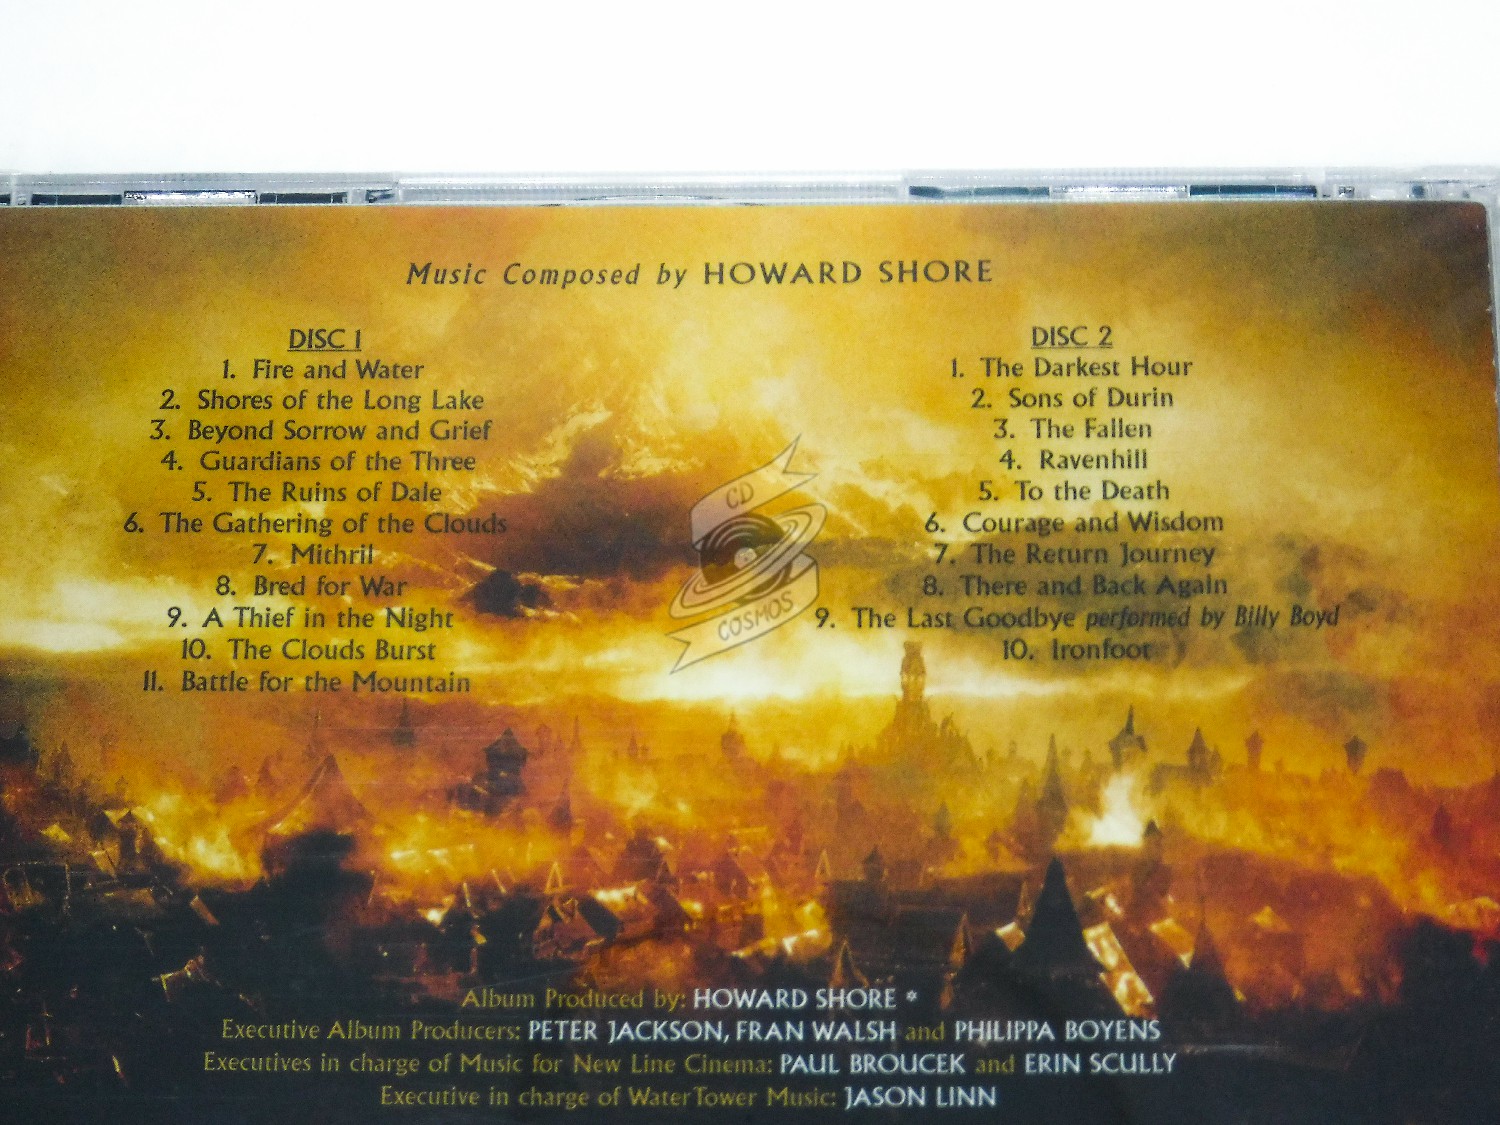 Music Composed by HOWARD SHORE
DISC 1
1. Fire and Water
2. Shores of the Long Lake
3. Beyond Sorrow and Grief
4. Guardians of the Three
5. The Ruins of Dale
6. The Gathering of the Clouds
7. Mithril
8. Bred for War
9. A Thief in the Night
10. The Clouds Burst
11. Battle for the Mountain
DISC 2
1. The Darkest Hour
2. Sons of Durin
3. The Fallen
4. Ravenhill
5. To the Death
6. Courage and Wisdom
7. The Return Journey
8. There and Back Again
9. The Last Goodbye performed by Billy Boyd
10. Ironfoot
CD
COSMOS
Album Produced by: HOWARD SHORE *
Executive Album Producers: PETER JACKSON, FRAN WALSH and PHILIPPA BOYENS
Executives in charge of Music for New Line Cinema: PAUL BROUCEK and ERIN SCULLY
Executive in charge of WaterTower Music: JASON LINN